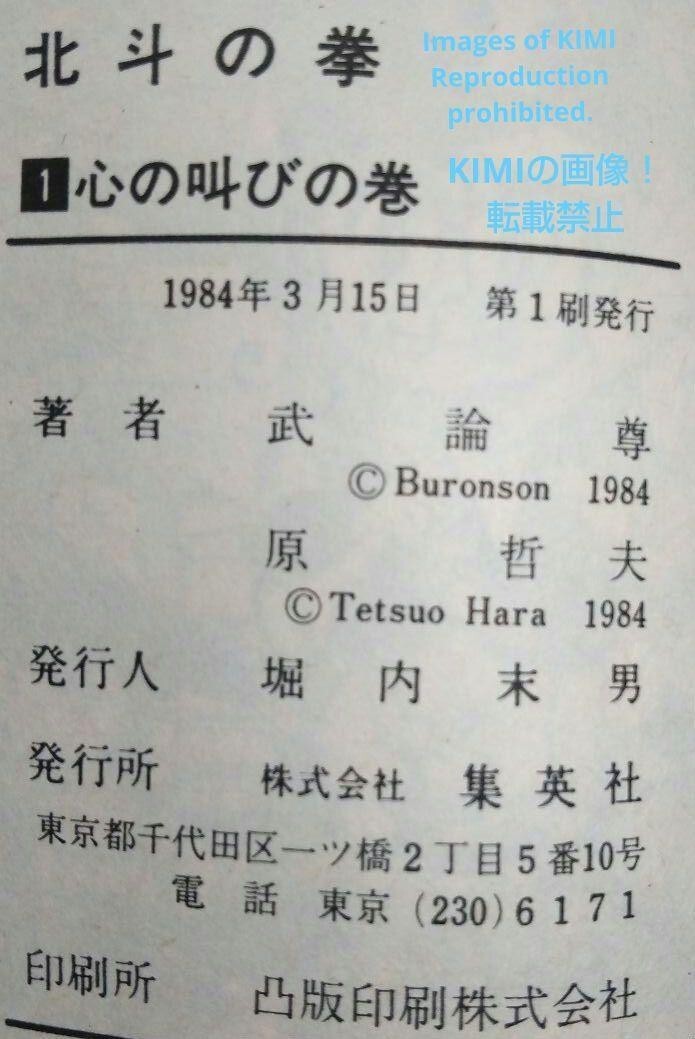 北斗の拳
Images of KIMI
Reproduction
prohibited.
1 心の叫びの巻
KIMIの画像！
転載禁止
1984年3月15日 第1刷発行
著者 武論尊
©Buronson 1984
原哲夫
©Tetsuo Hara 1984
発行人 堀内末男
発行所 株式会社 集英社
東京都千代田区一ツ橋2丁目5番10号
電話 東京(230)6171
印刷所 凸版印刷株式会社